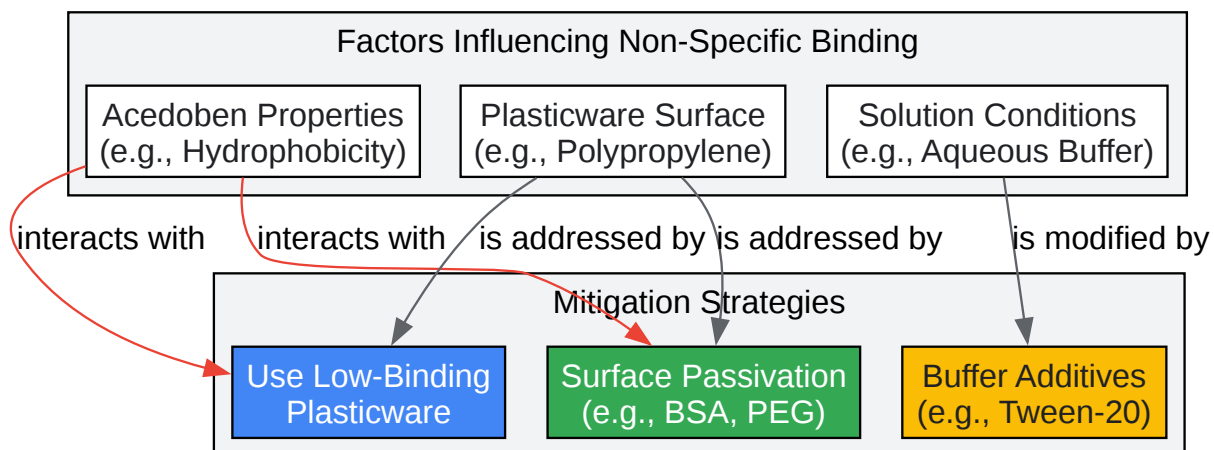 Factors Influencing Non-Specific Binding
Acedoben Properties
(e.g., Hydrophobicity)
Plasticware Surface
(e.g., Polypropylene)
Solution Conditions
(e.g., Aqueous Buffer)
interacts with
interacts with
is addressed by
is addressed by
is modified by
Mitigation Strategies
Use Low-Binding
Plasticware
Surface Passivation
(e.g., BSA, PEG)
Buffer Additives
(e.g., Tween-20)